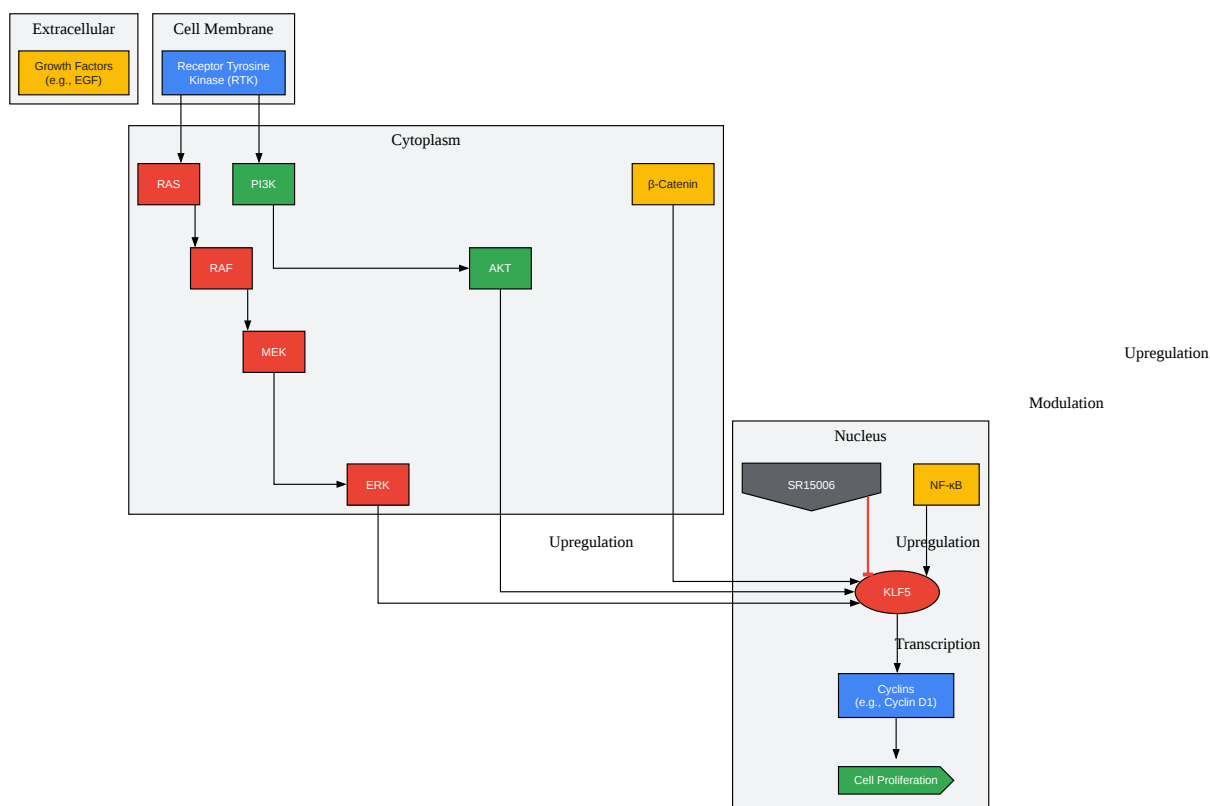 Extracellular
Growth Factors
(e.g., EGF)
Cell Membrane
Receptor Tyrosine
Kinase (RTK)
Cytoplasm
RAS
PI3K
β-Catenin
RAF
AKT
MEK
Upregulation
Modulation
Nucleus
ERK
SR15006
NF-κB
Upregulation
Upregulation
KLF5
Transcription
Cyclins
(e.g., Cyclin D1)
Cell Proliferation